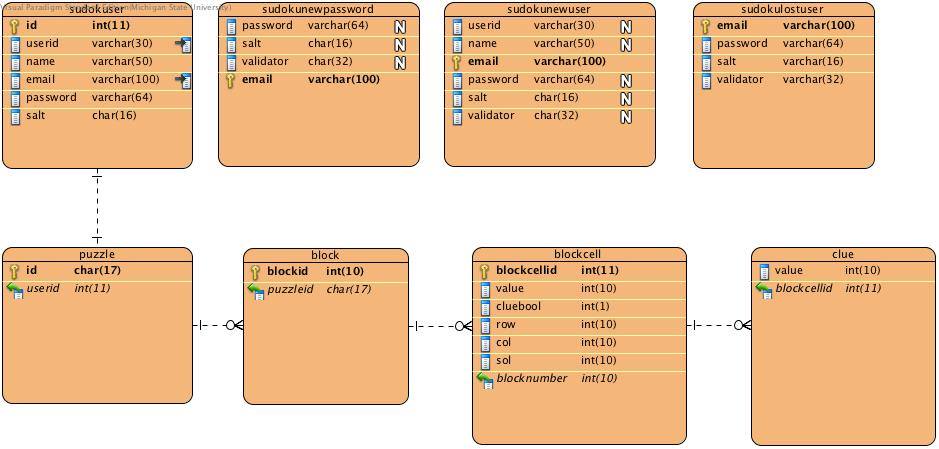 Visual Paradigm Standard Edition(Michigan State University)
sudokuser
id int(11)
userid varchar(30)
name varchar(50)
email varchar(100)
password varchar(64)
salt char(16)
sudokunewpassword
password varchar(64) N
salt char(16) N
validator char(32) N
email varchar(100)
sudokunewuser
userid varchar(30) N
name varchar(50) N
email varchar(100)
password varchar(64) N
salt char(16) N
validator char(32) N
sudokulostuser
email varchar(100)
password varchar(64)
salt varchar(16)
validator varchar(32)
puzzle
id char(17)
userid int(11)
block
blockid int(10)
puzzleid char(17)
blockcell
blockcellid int(11)
value int(10)
cluebool int(1)
row int(10)
col int(10)
sol int(10)
blocknumber int(10)
clue
value int(10)
blockcellid int(11)